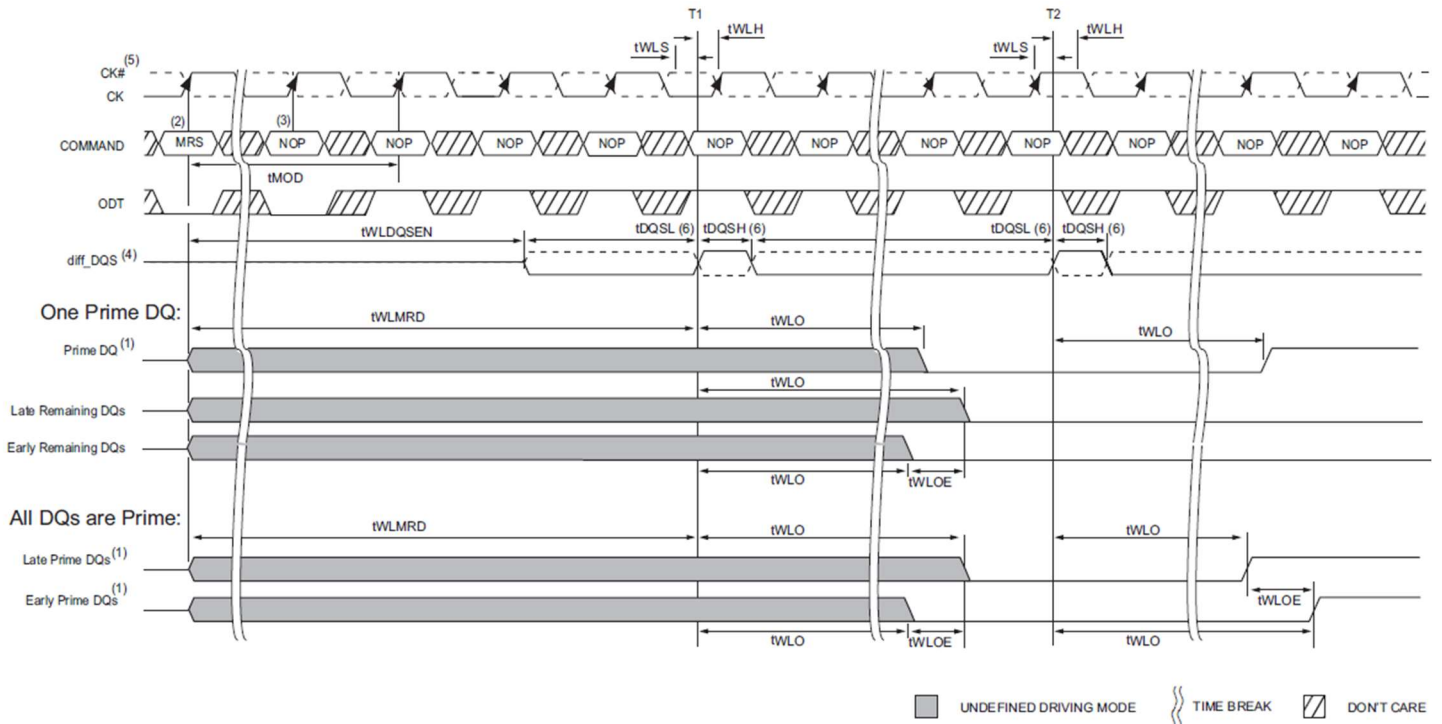 T1 T2
tWLS tWLH tWLS tWLH
CK# (5)
CK
(2) (3)
COMMAND MRS NOP NOP NOP NOP NOP NOP NOP NOP NOP NOP NOP
tMOD
ODT
tWLDQSEN tDQSL (6) tDQSH (6) tDQSL (6) tDQSH (6)
diff_DQS (4)
One Prime DQ:
tWLMRD tWLO tWLO
Prime DQ (1)
tWLO
Late Remaining DQs
Early Remaining DQs
tWLO tWLOE
All DQs are Prime:
tWLMRD tWLO tWLO
Late Prime DQs (1)
Early Prime DQs (1)
tWLOE
tWLO tWLOE tWLO
UNDEFINED DRIVING MODE TIME BREAK DON'T CARE